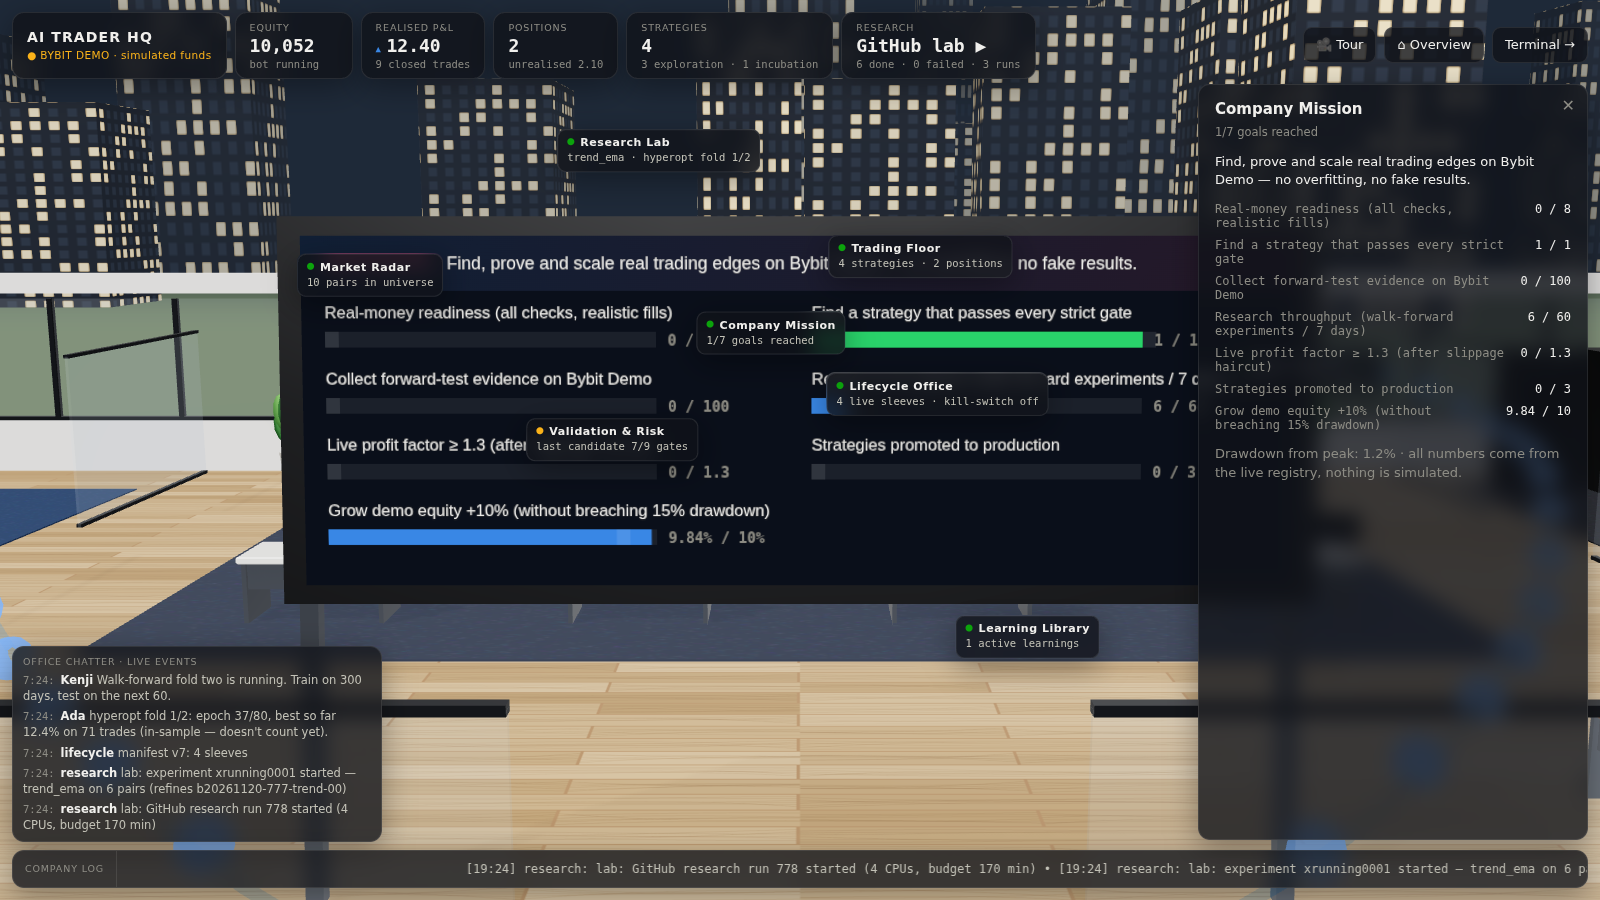 AI TRADER HQ
BYBIT DEMO · simulated funds
EQUITY
10,052
bot running
REALISED P&L
▲ 12.40
9 closed trades
POSITIONS
2
unrealised 2.10
STRATEGIES
4
3 exploration · 1 incubation
RESEARCH
GitHub lab ▶
6 done · 0 failed · 3 runs
Tour
⌂ Overview
Terminal →
Research Lab
trend_ema · hyperopt fold 1/2
Market Radar
10 pairs in universe
Trading Floor
4 strategies · 2 positions
Company Mission
1/7 goals reached
Lifecycle Office
4 live sleeves · kill-switch off
Validation & Risk
last candidate 7/9 gates
Learning Library
1 active learnings
Find, prove and scale real trading edges on Bybit no fake results.
Real-money readiness (all checks, realistic fills)
0 /
Find a strategy that passes every strict gate
1 / 1
Collect forward-test evidence on Bybit Demo
0 / 100
ard experiments / 7 d
6 / 6
Live profit factor ≥ 1.3 (after
0 / 1.3
Strategies promoted to production
0 / 3
Grow demo equity +10% (without breaching 15% drawdown)
9.84% / 10%
Company Mission
×
1/7 goals reached
Find, prove and scale real trading edges on Bybit
Demo — no overfitting, no fake results.
Real-money readiness (all checks, 0 / 8
realistic fills)
Find a strategy that passes every strict 1 / 1
gate
Collect forward-test evidence on Bybit 0 / 100
Demo
Research throughput (walk-forward 6 / 60
experiments / 7 days)
Live profit factor ≥ 1.3 (after slippage 0 / 1.3
haircut)
Strategies promoted to production 0 / 3
Grow demo equity +10% (without 9.84 / 10
breaching 15% drawdown)
Drawdown from peak: 1.2% · all numbers come from
the live registry, nothing is simulated.
OFFICE CHATTER · LIVE EVENTS
7:24: Kenji Walk-forward fold two is running. Train on 300
days, test on the next 60.
7:24: Ada hyperopt fold 1/2: epoch 37/80, best so far
12.4% on 71 trades (in-sample — doesn't count yet).
7:24: lifecycle manifest v7: 4 sleeves
7:24: research lab: experiment xrunning0001 started —
trend_ema on 6 pairs (refines b20261120-777-trend-00)
7:24: research lab: GitHub research run 778 started (4
CPUs, budget 170 min)
COMPANY LOG
[19:24] research: lab: GitHub research run 778 started (4 CPUs, budget 170 min) • [19:24] research: lab: experiment xrunning0001 started — trend_ema on 6 p